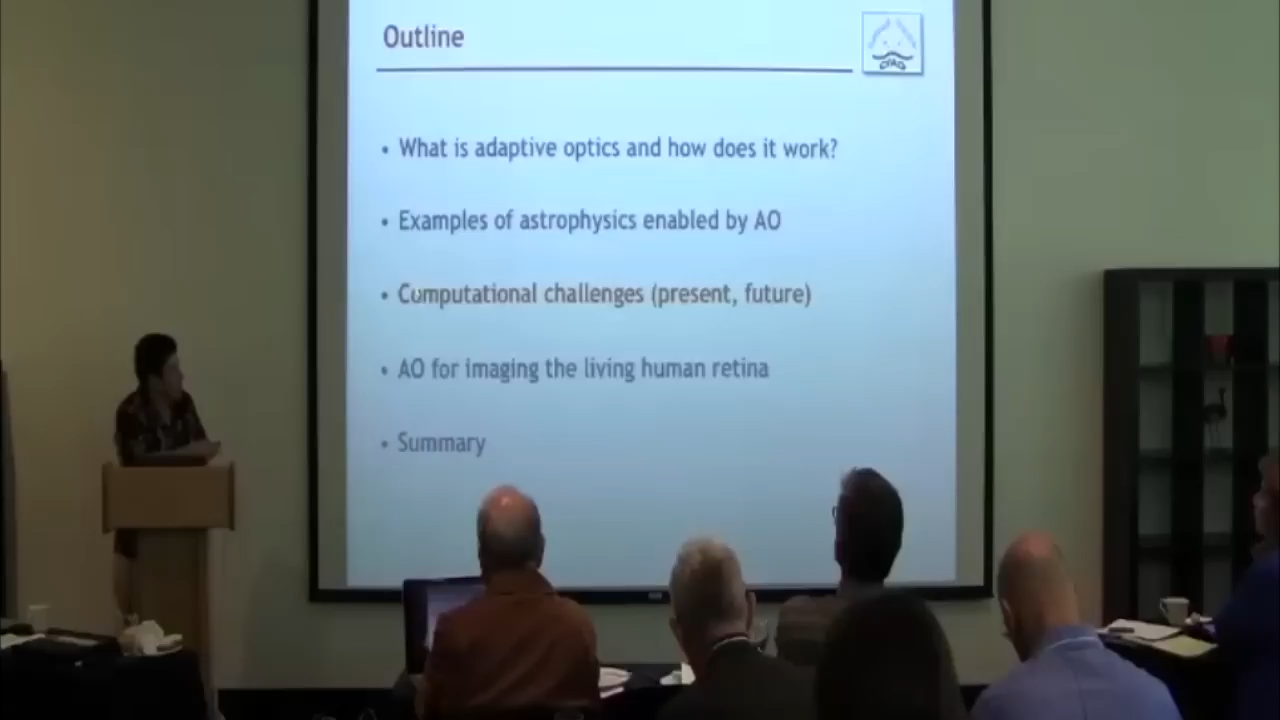 Outline
• What is adaptive optics and how does it work?
• Examples of astrophysics enabled by AO
• Computational challenges (present, future)
• AO for imaging the living human retina
• Summary